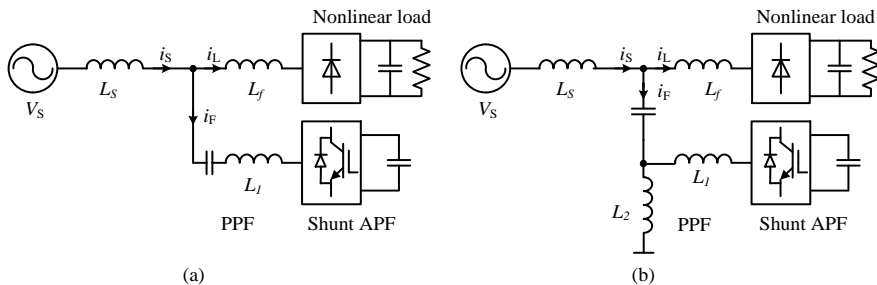 Nonlinear load
i_S
i_L
L_S
L_f
V_S
i_F
L_1
PPF
Shunt APF
(a)
Nonlinear load
i_S
i_L
L_S
L_f
V_S
i_F
L_1
L_2
PPF
Shunt APF
(b)